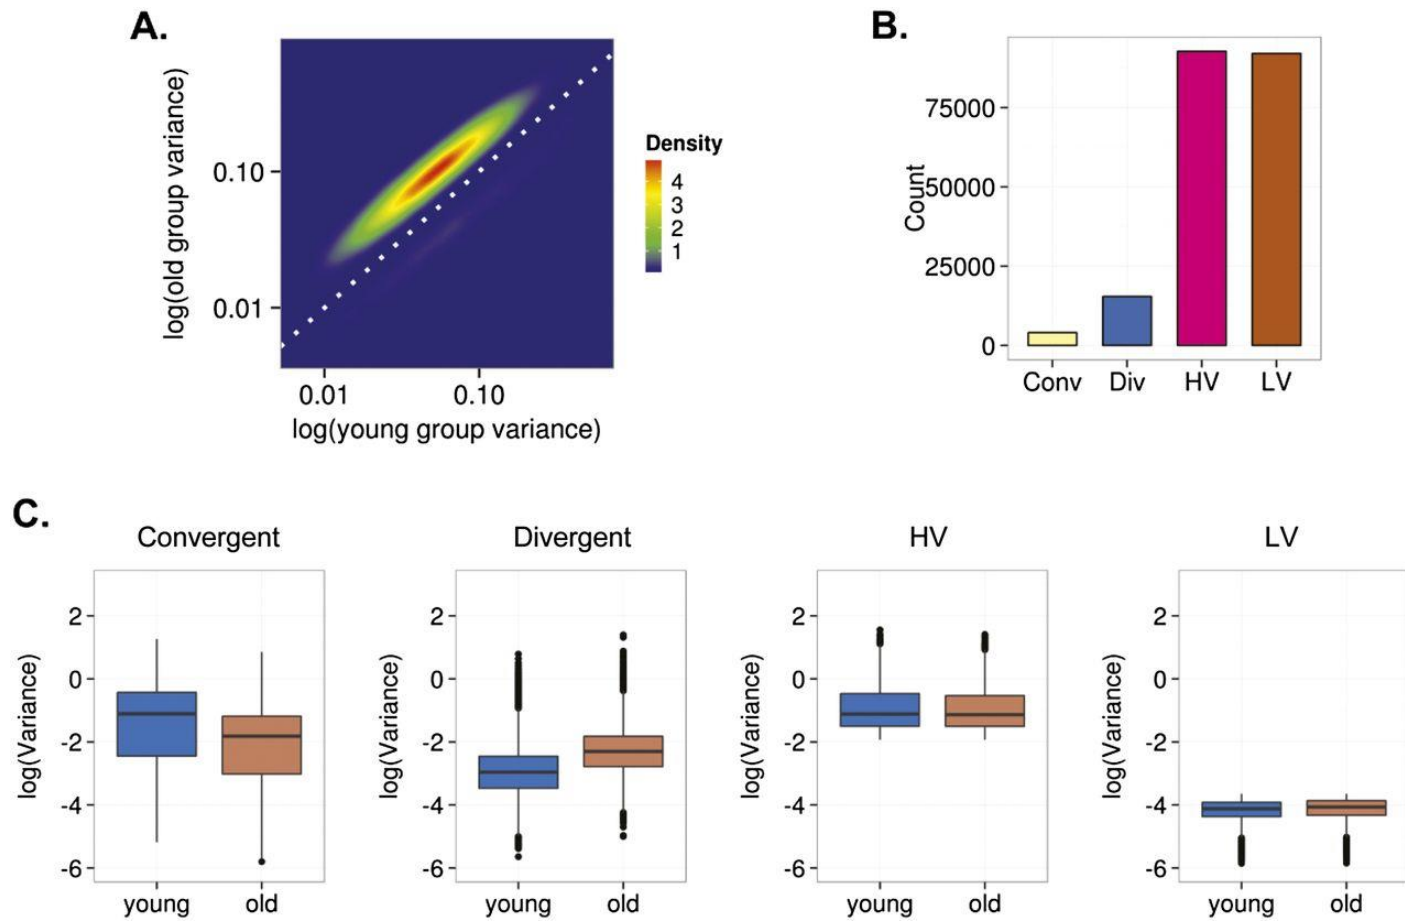 A.
log(old group variance)
0.10
0.01
0.01
0.10
log(young group variance)
Density
4
3
2
1
B.
Count
75000
50000
25000
0
Conv
Div
HV
LV
C.
Convergent
log(Variance)
2
0
-2
-4
-6
young
old
Divergent
log(Variance)
2
0
-2
-4
-6
young
old
HV
log(Variance)
2
0
-2
-4
-6
young
old
LV
log(Variance)
2
0
-2
-4
-6
young
old